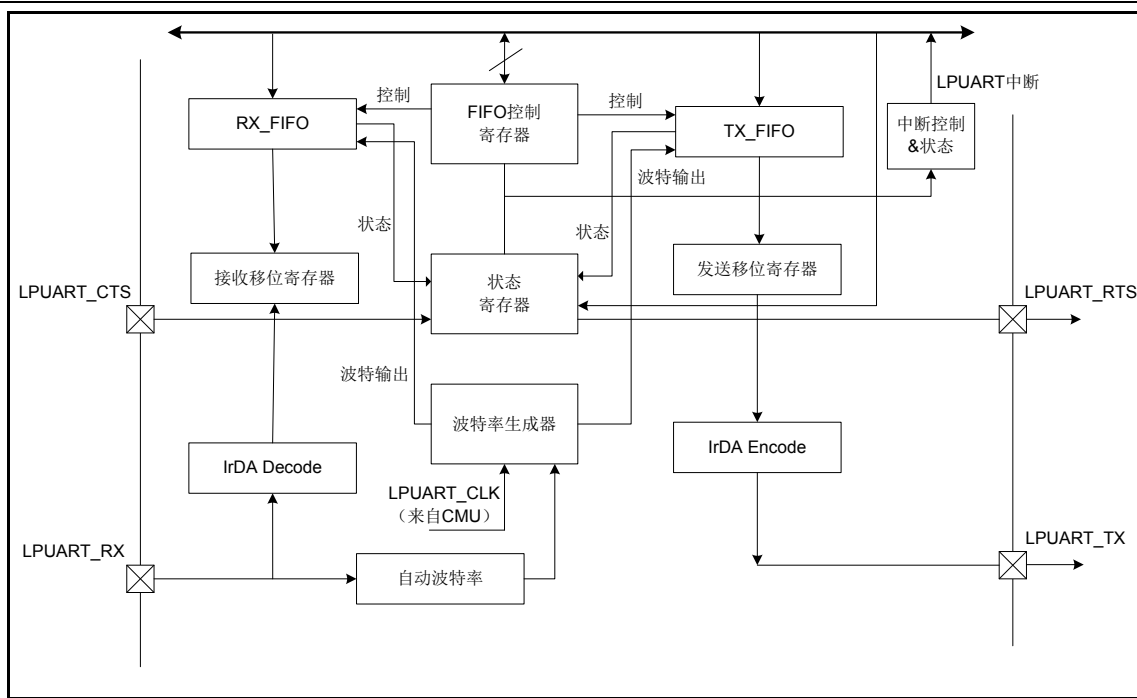 LPUART中断
控制
FIFO控制
寄存器
控制
RX_FIFO
TX_FIFO
中断控制
&状态
波特输出
状态
状态
接收移位寄存器
状态
寄存器
发送移位寄存器
LPUART_CTS
LPUART_RTS
波特输出
波特率生成器
IrDA Decode
IrDA Encode
LPUART_CLK
（来自CMU）
LPUART_RX
LPUART_TX
自动波特率